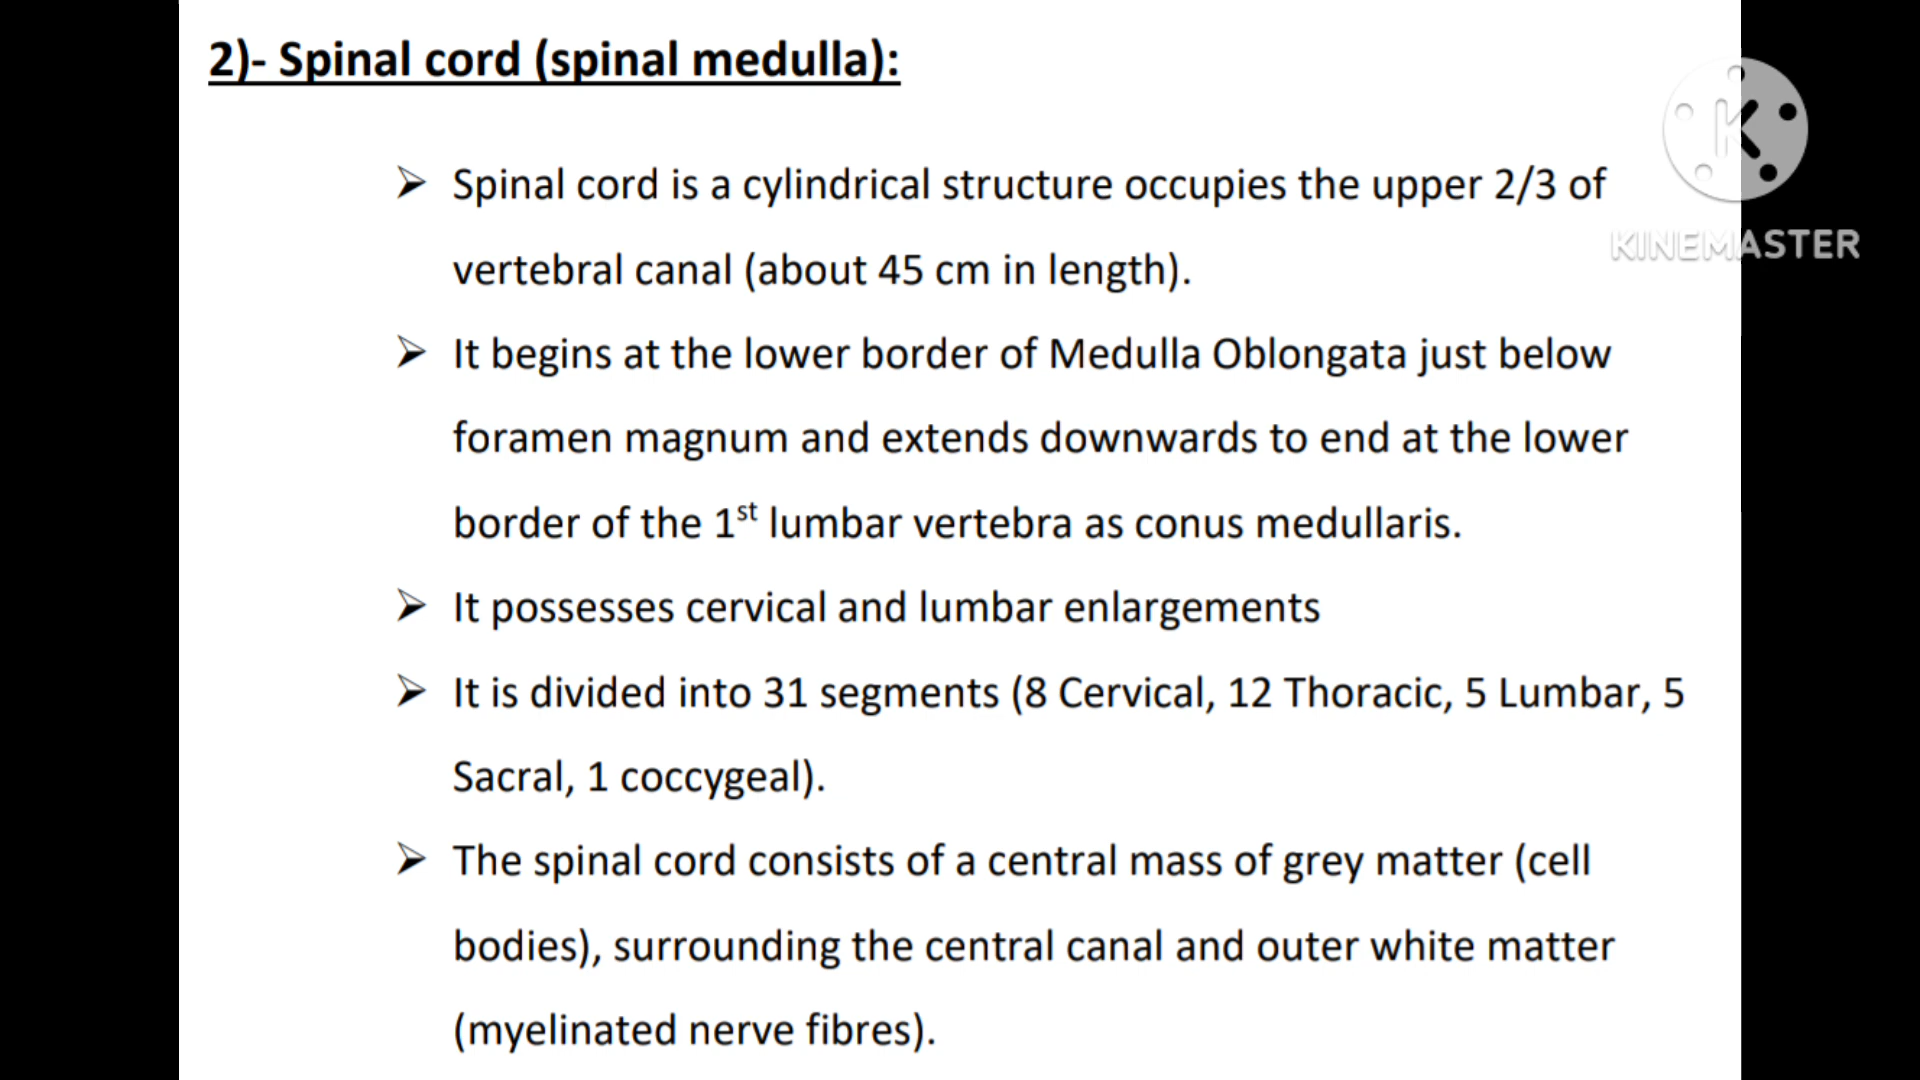 2)- Spinal cord (spinal medulla):
➢ Spinal cord is a cylindrical structure occupies the upper 2/3 of
vertebral canal (about 45 cm in length).
➢ It begins at the lower border of Medulla Oblongata just below
foramen magnum and extends downwards to end at the lower
border of the 1st lumbar vertebra as conus medullaris.
➢ It possesses cervical and lumbar enlargements
➢ It is divided into 31 segments (8 Cervical, 12 Thoracic, 5 Lumbar, 5
Sacral, 1 coccygeal).
➢ The spinal cord consists of a central mass of grey matter (cell
bodies), surrounding the central canal and outer white matter
(myelinated nerve fibres).
K
KINEMASTER